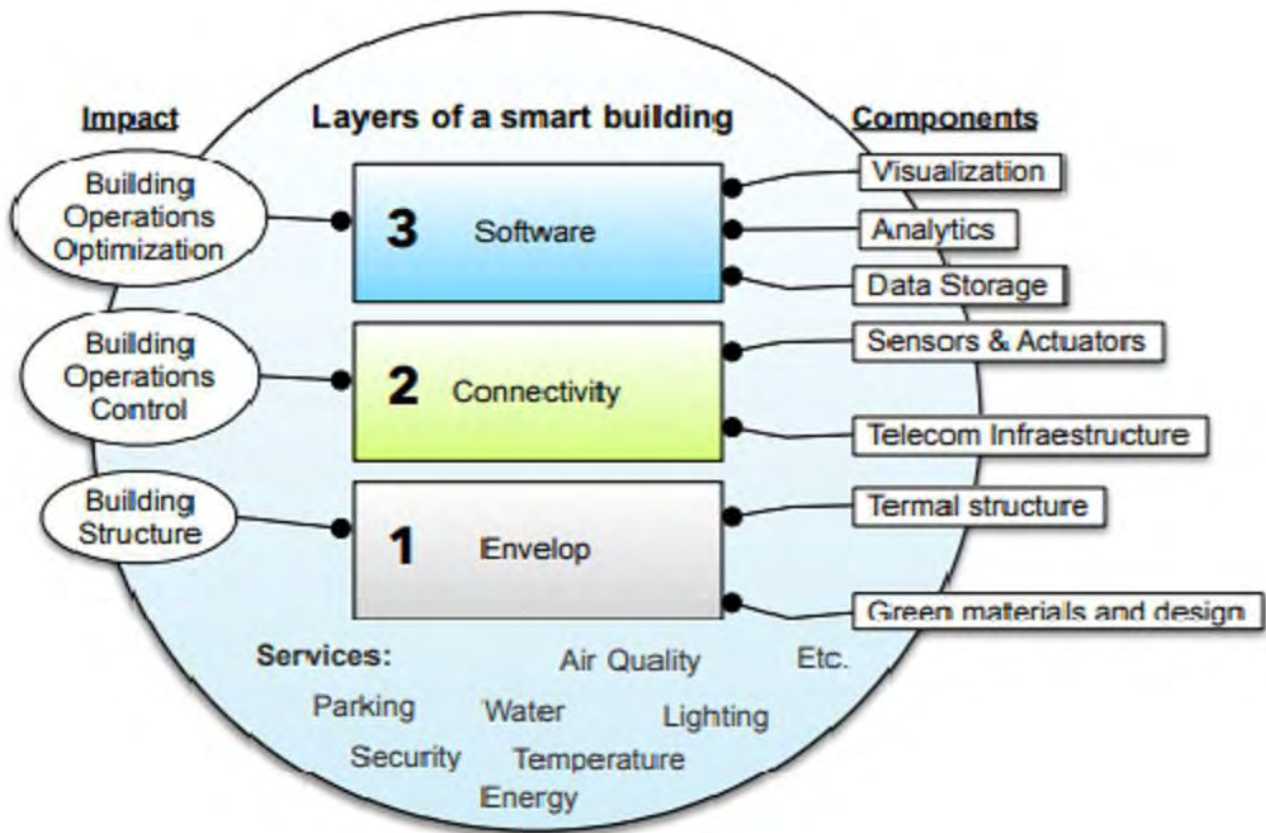 Impact
Layers of a smart building
Components
Building
Operations
Optimization
3 Software
Visualization
Analytics
Data Storage
Building
Operations
Control
2 Connectivity
Sensors & Actuators
Telecom Infraestructure
Building
Structure
1 Envelop
Termal structure
Green materials and design
Services:
Air Quality
Etc.
Parking
Water
Lighting
Security
Temperature
Energy